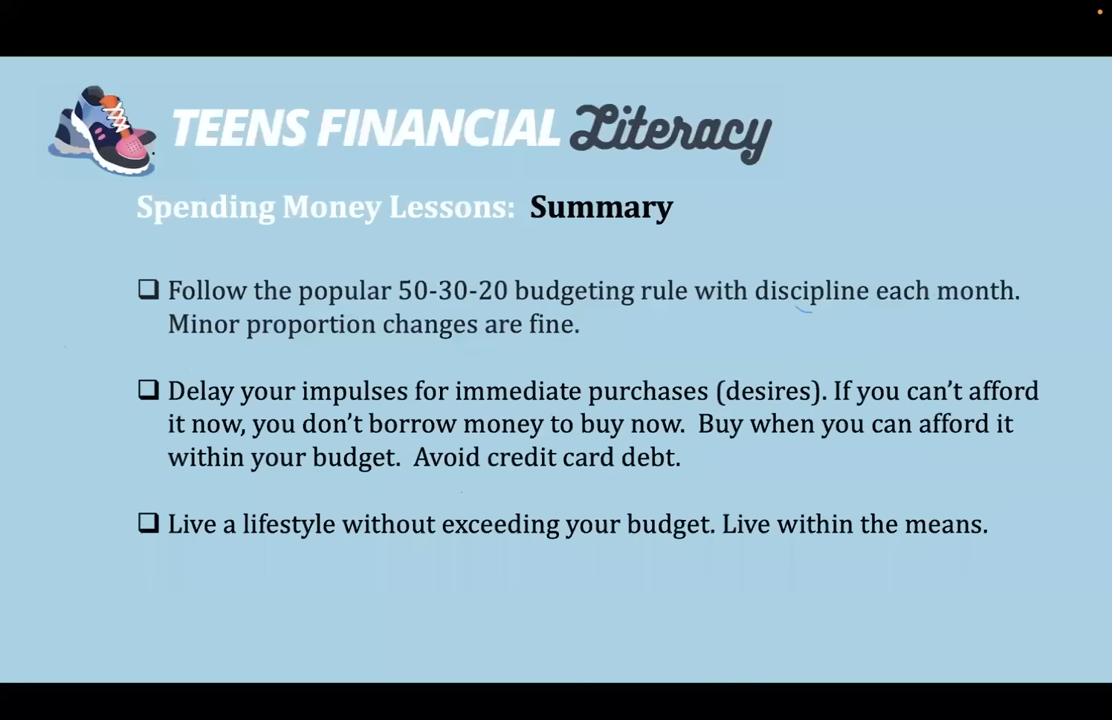 TEENS FINANCIAL Literacy
Spending Money Lessons: Summary
❑ Follow the popular 50-30-20 budgeting rule with discipline each month.
Minor proportion changes are fine.
❑ Delay your impulses for immediate purchases (desires). If you can’t afford
it now, you don’t borrow money to buy now. Buy when you can afford it
within your budget. Avoid credit card debt.
❑ Live a lifestyle without exceeding your budget. Live within the means.